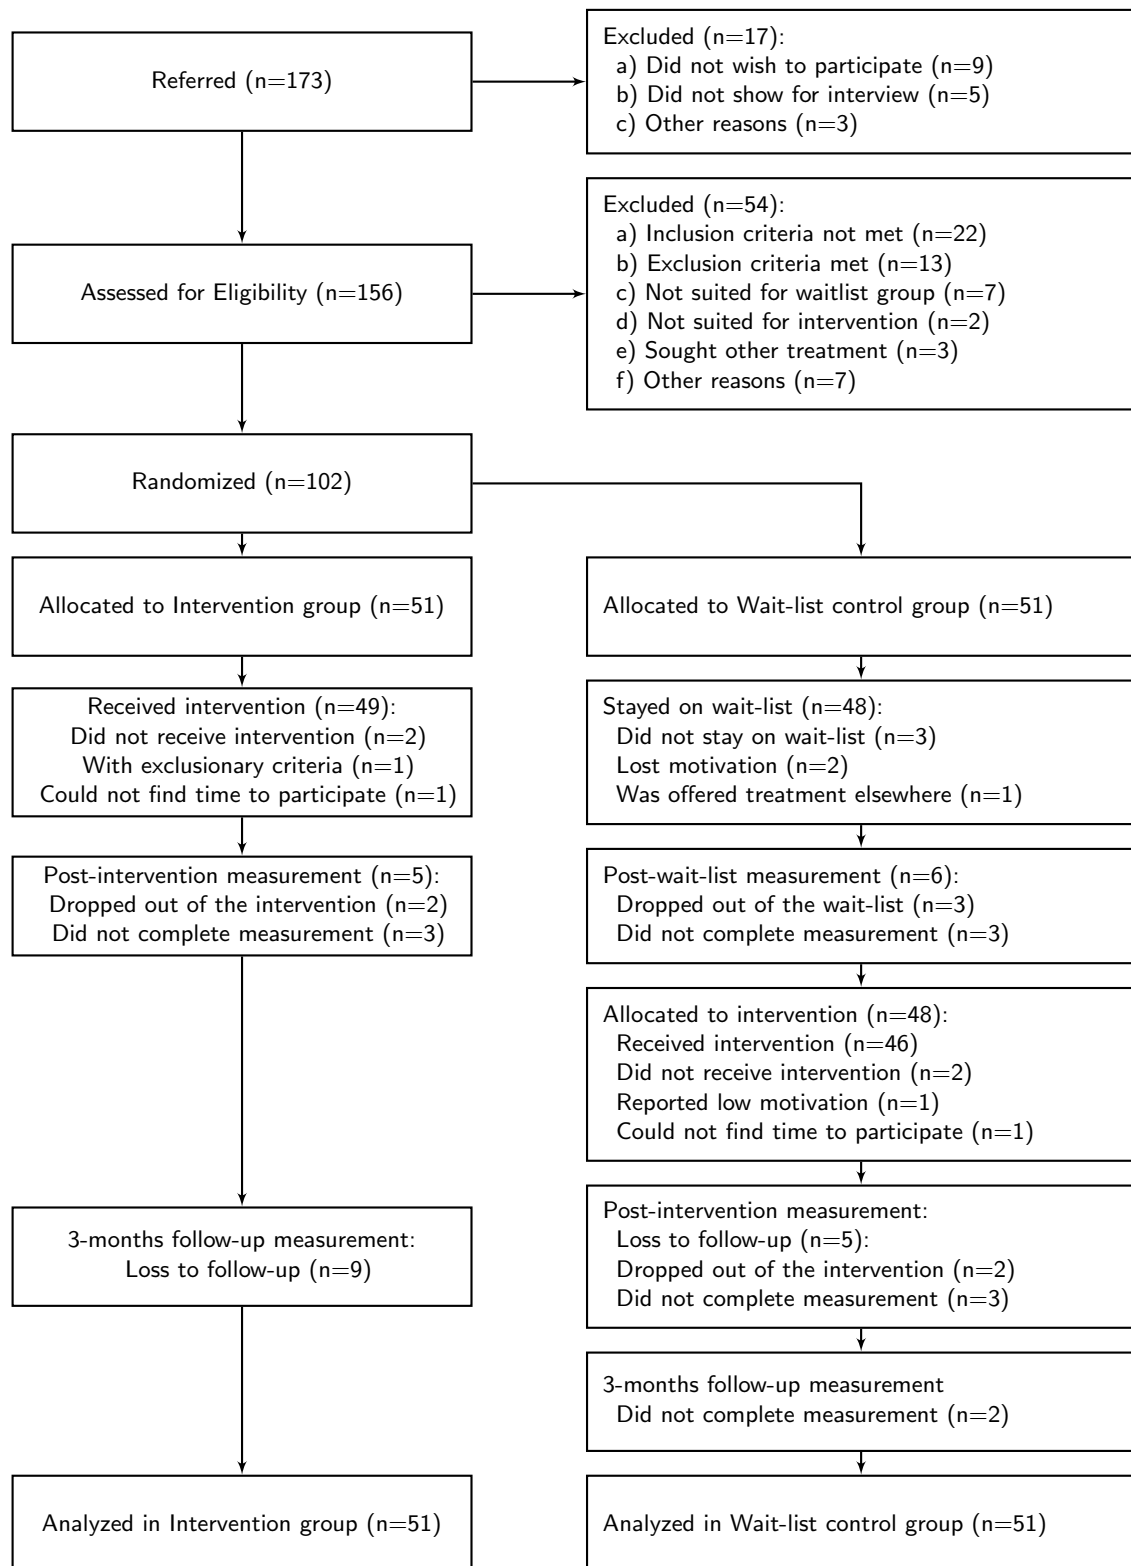 Referred (n=173)
Excluded (n=17):
a) Did not wish to participate (n=9)
b) Did not show for interview (n=5)
c) Other reasons (n=3)
Assessed for Eligibility (n=156)
Excluded (n=54):
a) Inclusion criteria not met (n=22)
b) Exclusion criteria met (n=13)
c) Not suited for waitlist group (n=7)
d) Not suited for intervention (n=2)
e) Sought other treatment (n=3)
f) Other reasons (n=7)
Randomized (n=102)
Allocated to Intervention group (n=51)
Allocated to Wait-list control group (n=51)
Received intervention (n=49):
Did not receive intervention (n=2)
With exclusionary criteria (n=1)
Could not find time to participate (n=1)
Stayed on wait-list (n=48):
Did not stay on wait-list (n=3)
Lost motivation (n=2)
Was offered treatment elsewhere (n=1)
Post-intervention measurement (n=5):
Dropped out of the intervention (n=2)
Did not complete measurement (n=3)
Post-wait-list measurement (n=6):
Dropped out of the wait-list (n=3)
Did not complete measurement (n=3)
Allocated to intervention (n=48):
Received intervention (n=46)
Did not receive intervention (n=2)
Reported low motivation (n=1)
Could not find time to participate (n=1)
3-months follow-up measurement:
Loss to follow-up (n=9)
Post-intervention measurement:
Loss to follow-up (n=5):
Dropped out of the intervention (n=2)
Did not complete measurement (n=3)
3-months follow-up measurement
Did not complete measurement (n=2)
Analyzed in Intervention group (n=51)
Analyzed in Wait-list control group (n=51)